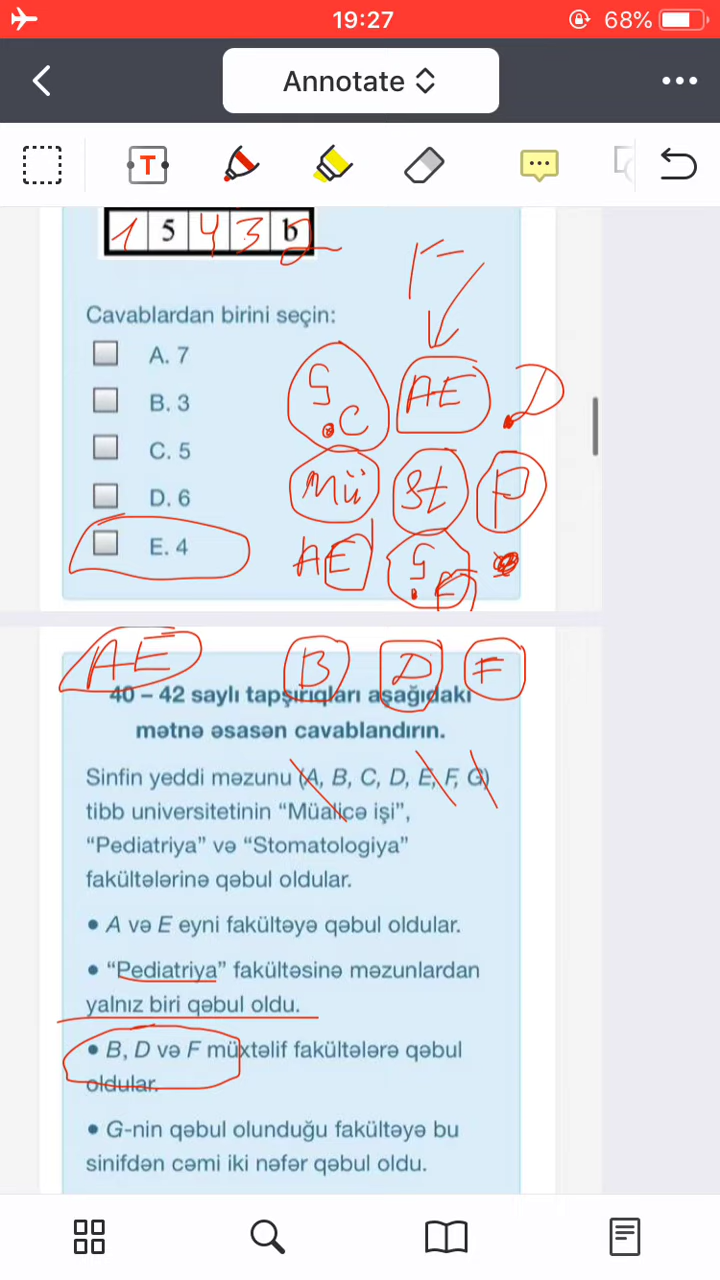 19:27
68%
Annotate
T
1 5 4 3 b
Cavablardan birini seçin:
A. 7
B. 3
C. 5
D. 6
E. 4
C AE D
Mü St P
AE
AE B D F
40 – 42 saylı tapşırıqları aşağıdakı
mətnə əsasən cavablandırın.
Sinfin yeddi məzunu (A, B, C, D, E, F, G)
tibb universitetinin “Müalicə işi”,
“Pediatriya” və “Stomatologiya”
fakültələrinə qəbul oldular.
• A və E eyni fakültəyə qəbul oldular.
• “Pediatriya” fakültəsinə məzunlardan
yalnız biri qəbul oldu.
• B, D və F müxtəlif fakültələrə qəbul
oldular.
• G-nin qəbul olunduğu fakültəyə bu
sinifdən cəmi iki nəfər qəbul oldu.